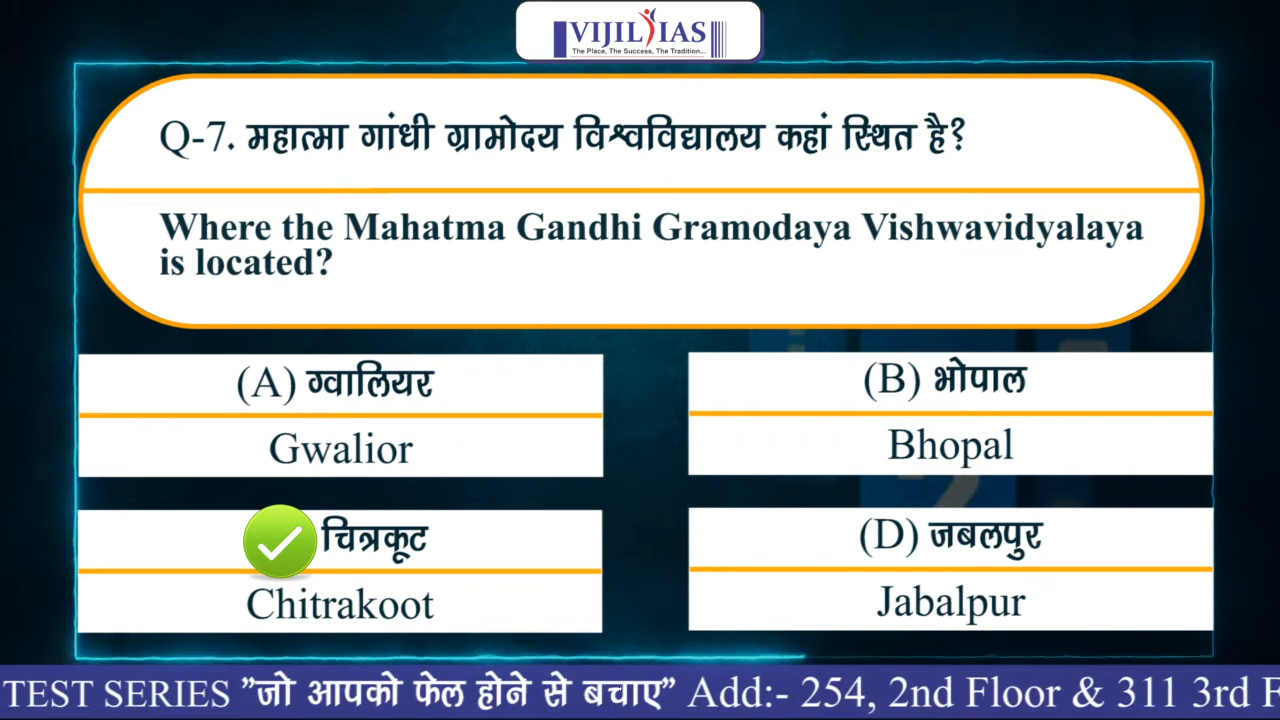 VIJIL IAS
The Place, The Success, The Tradition...
Q-7. महात्मा गांधी ग्रामोदय विश्वविद्यालय कहां स्थित है?
Where the Mahatma Gandhi Gramodaya Vishwavidyalaya
is located?
(A) ग्वालियर
Gwalior
(B) भोपाल
Bhopal
चित्रकूट
Chitrakoot
(D) जबलपुर
Jabalpur
TEST SERIES ”जो आपको फेल होने से बचाए” Add:- 254, 2nd Floor & 311 3rd F